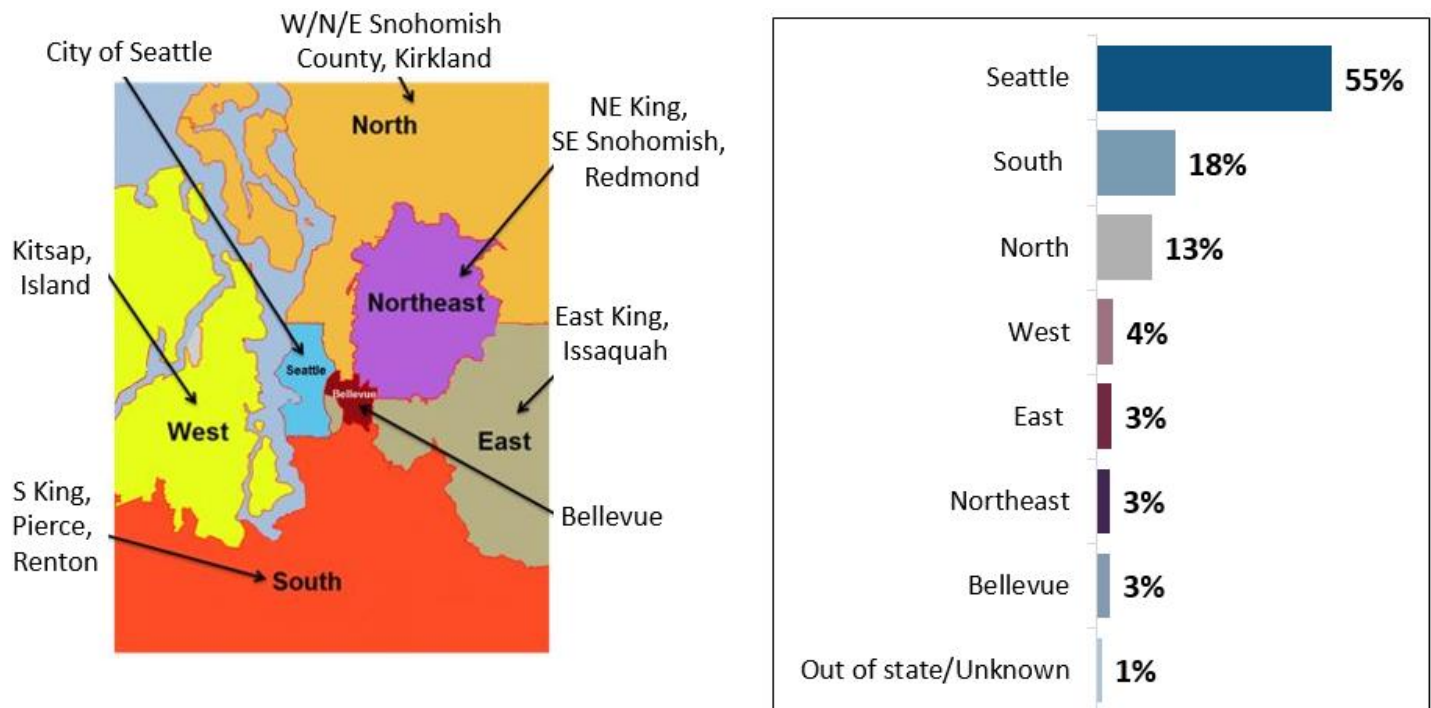 W/N/E Snohomish
County, Kirkland
City of Seattle
NE King,
SE Snohomish,
Redmond
North
Kitsap,
Island
Northeast
East King,
Issaquah
Seattle
Bellevue
West
East
S King,
Pierce,
Renton
Bellevue
South
Seattle 55%
South 18%
North 13%
West 4%
East 3%
Northeast 3%
Bellevue 3%
Out of state/Unknown 1%